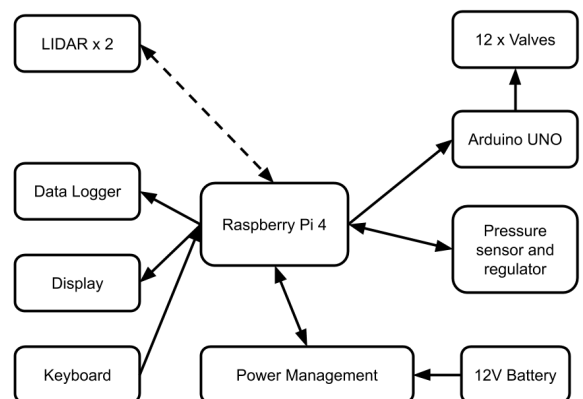 LIDAR x 2
12 x Valves
Arduino UNO
Data Logger
Raspberry Pi 4
Pressure
sensor and
regulator
Display
Keyboard
Power Management
12V Battery